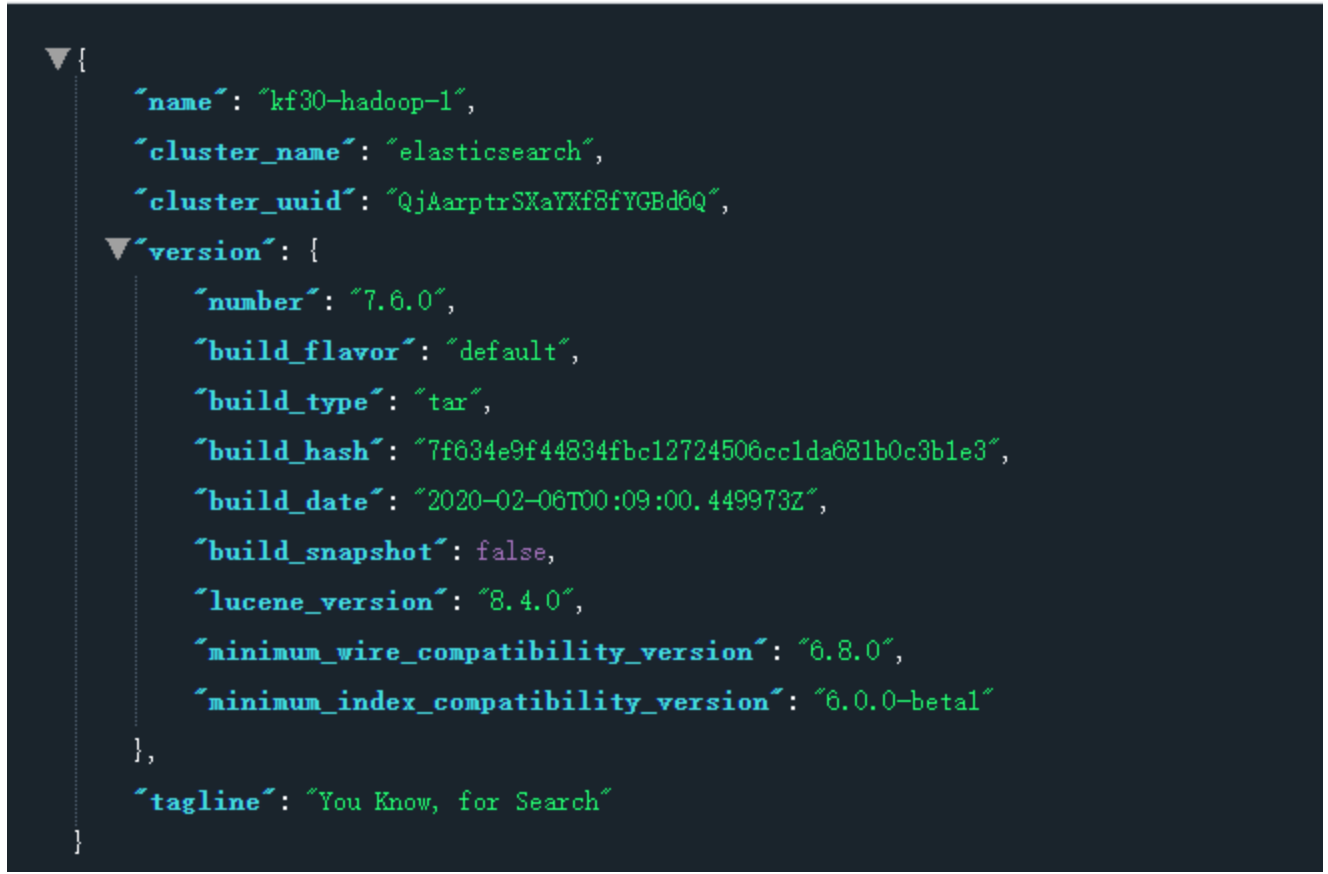 {
"name": "kf30-hadoop-1",
"cluster_name": "elasticsearch",
"cluster_uuid": "QjAarptrSXaYXf8fYGBd6Q",
"version": {
"number": "7.6.0",
"build_flavor": "default",
"build_type": "tar",
"build_hash": "7f634e9f44834fbc12724506cc1da681b0c3b1e3",
"build_date": "2020-02-06T00:09:00.449973Z",
"build_snapshot": false,
"lucene_version": "8.4.0",
"minimum_wire_compatibility_version": "6.8.0",
"minimum_index_compatibility_version": "6.0.0-beta1"
},
"tagline": "You Know, for Search"
}